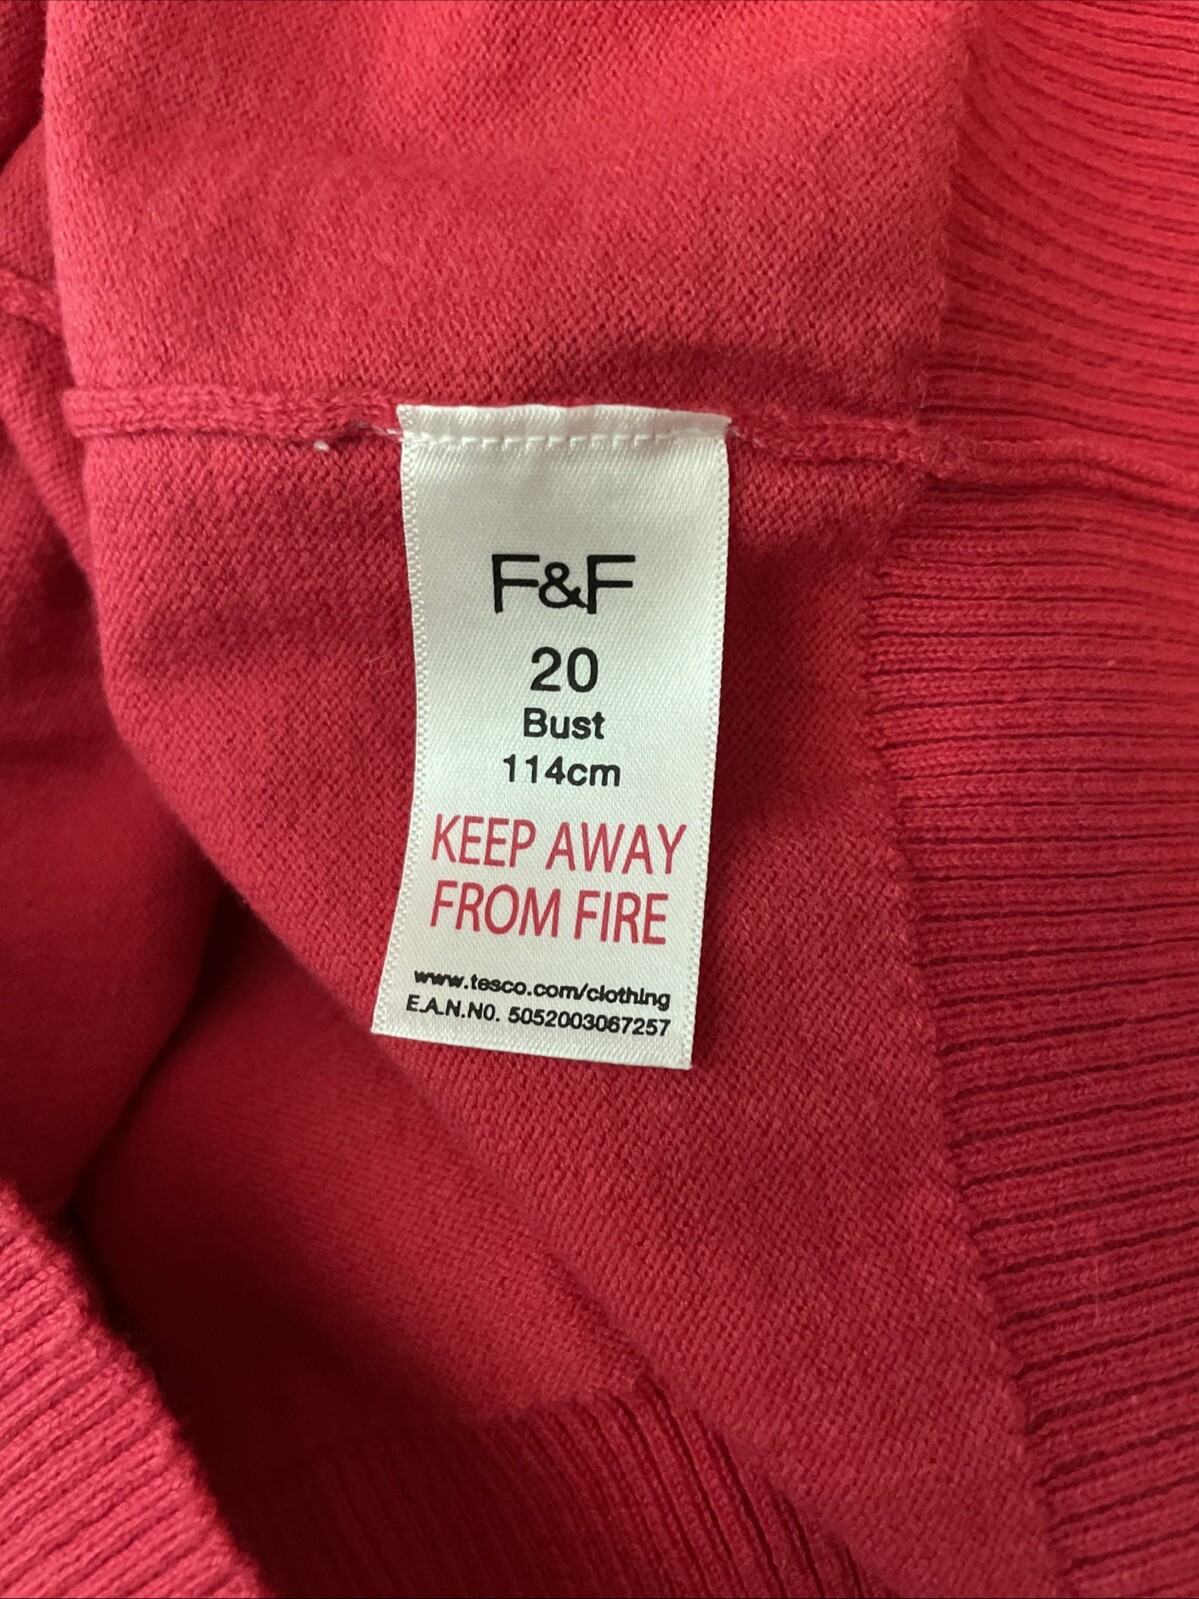 F&F
20
Bust
114cm
KEEP AWAY
FROM FIRE
www.tesco.com/clothing
E.A.N.N0. 5052003067257